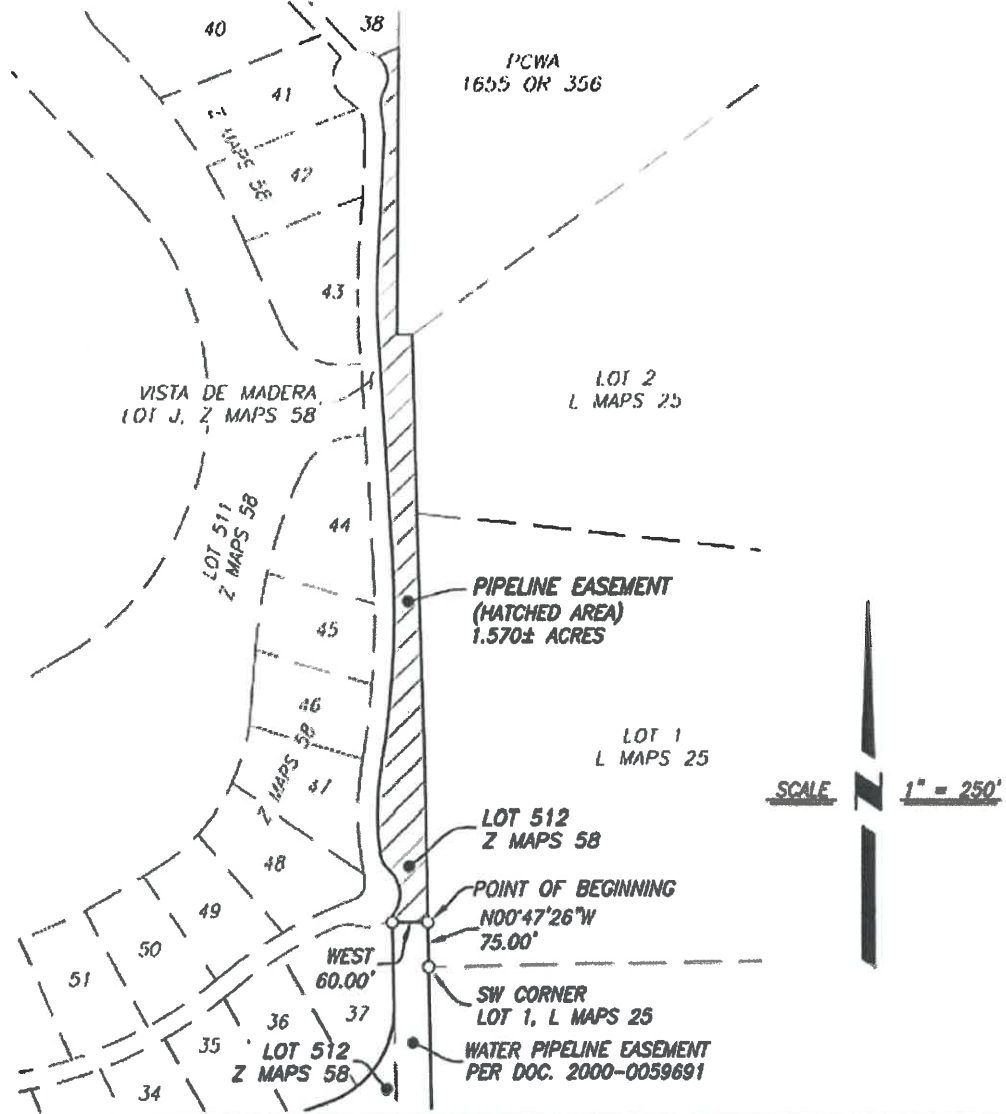 38
40
PCWA
1655 OR 356
41
Z MAPS 58
42
43
VISTA DE MADERA,
LOT J, Z MAPS 58
LOT 2
L MAPS 25
LOT 511
Z MAPS 58
44
PIPELINE EASEMENT
(HATCHED AREA)
1.570± ACRES
45
46
Z MAPS 58
47
LOT 1
L MAPS 25
SCALE N 1" = 250'
LOT 512
Z MAPS 58
48
POINT OF BEGINNING
49
N00°47'26"W
75.00'
50
WEST
60.00'
51
SW CORNER
LOT 1, L MAPS 25
37
36
35
LOT 512
Z MAPS 58
WATER PIPELINE EASEMENT
PER DOC. 2000-0059691
34